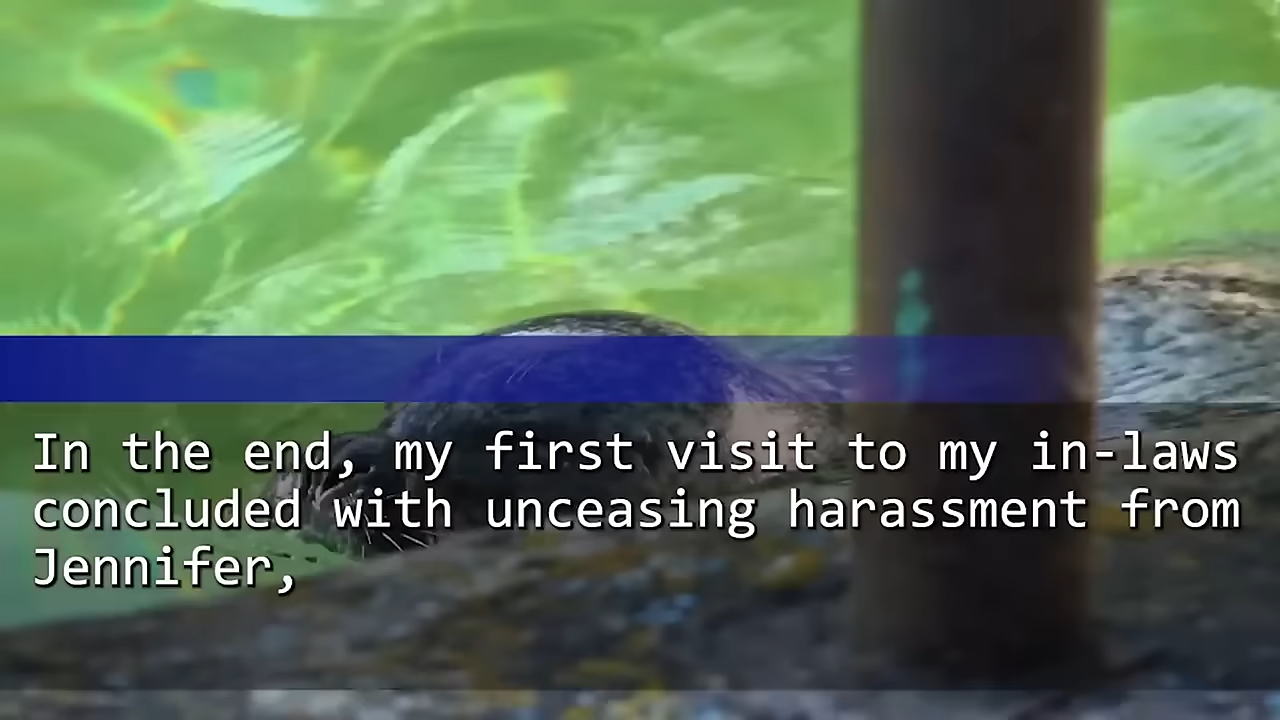 In the end, my first visit to my in-laws
concluded with unceasing harassment from
Jennifer,